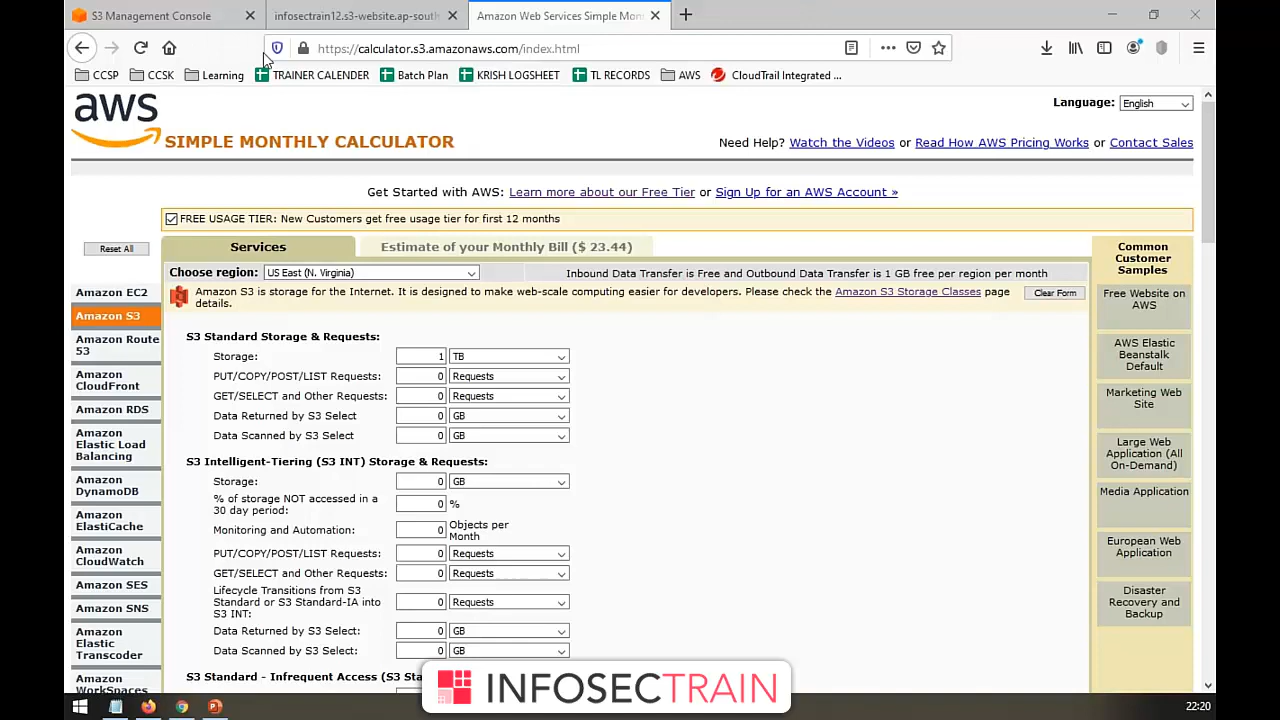 S3 Management Console
infosectrain12.s3-website.ap-south
Amazon Web Services Simple Mon
https://calculator.s3.amazonaws.com/index.html
CCSP
CCSK
Learning
TRAINER CALENDER
Batch Plan
KRISH LOGSHEET
TL RECORDS
AWS
CloudTrail Integrated ...
aws
SIMPLE MONTHLY CALCULATOR
Language: English
Need Help? Watch the Videos or Read How AWS Pricing Works or Contact Sales
Get Started with AWS: Learn more about our Free Tier or Sign Up for an AWS Account »
FREE USAGE TIER: New Customers get free usage tier for first 12 months
Reset All
Services
Estimate of your Monthly Bill ($ 23.44)
Choose region: US East (N. Virginia)
Inbound Data Transfer is Free and Outbound Data Transfer is 1 GB free per region per month
Amazon S3 is storage for the Internet. It is designed to make web-scale computing easier for developers. Please check the Amazon S3 Storage Classes page
details.
Clear Form
Amazon EC2
Amazon S3
Amazon Route
53
Amazon
CloudFront
Amazon RDS
Amazon
Elastic Load
Balancing
Amazon
DynamoDB
Amazon
ElastiCache
Amazon
CloudWatch
Amazon SES
Amazon SNS
Amazon
Elastic
Transcoder
Amazon
WorkSpaces
S3 Standard Storage & Requests:
Storage: 1 TB
PUT/COPY/POST/LIST Requests: 0 Requests
GET/SELECT and Other Requests: 0 Requests
Data Returned by S3 Select 0 GB
Data Scanned by S3 Select 0 GB
S3 Intelligent-Tiering (S3 INT) Storage & Requests:
Storage: 0 GB
% of storage NOT accessed in a
30 day period: 0 %
Monitoring and Automation: 0 Objects per
Month
PUT/COPY/POST/LIST Requests: 0 Requests
GET/SELECT and Other Requests: 0 Requests
Lifecycle Transitions from S3
Standard or S3 Standard-IA into 0 Requests
S3 INT:
Data Returned by S3 Select: 0 GB
Data Scanned by S3 Select: 0 GB
S3 Standard - Infrequent Access (S3 Sta
Common
Customer
Samples
Free Website on
AWS
AWS Elastic
Beanstalk
Default
Marketing Web
Site
Large Web
Application (All
On-Demand)
Media Application
European Web
Application
Disaster
Recovery and
Backup
INFOSECTRAIN
22:20